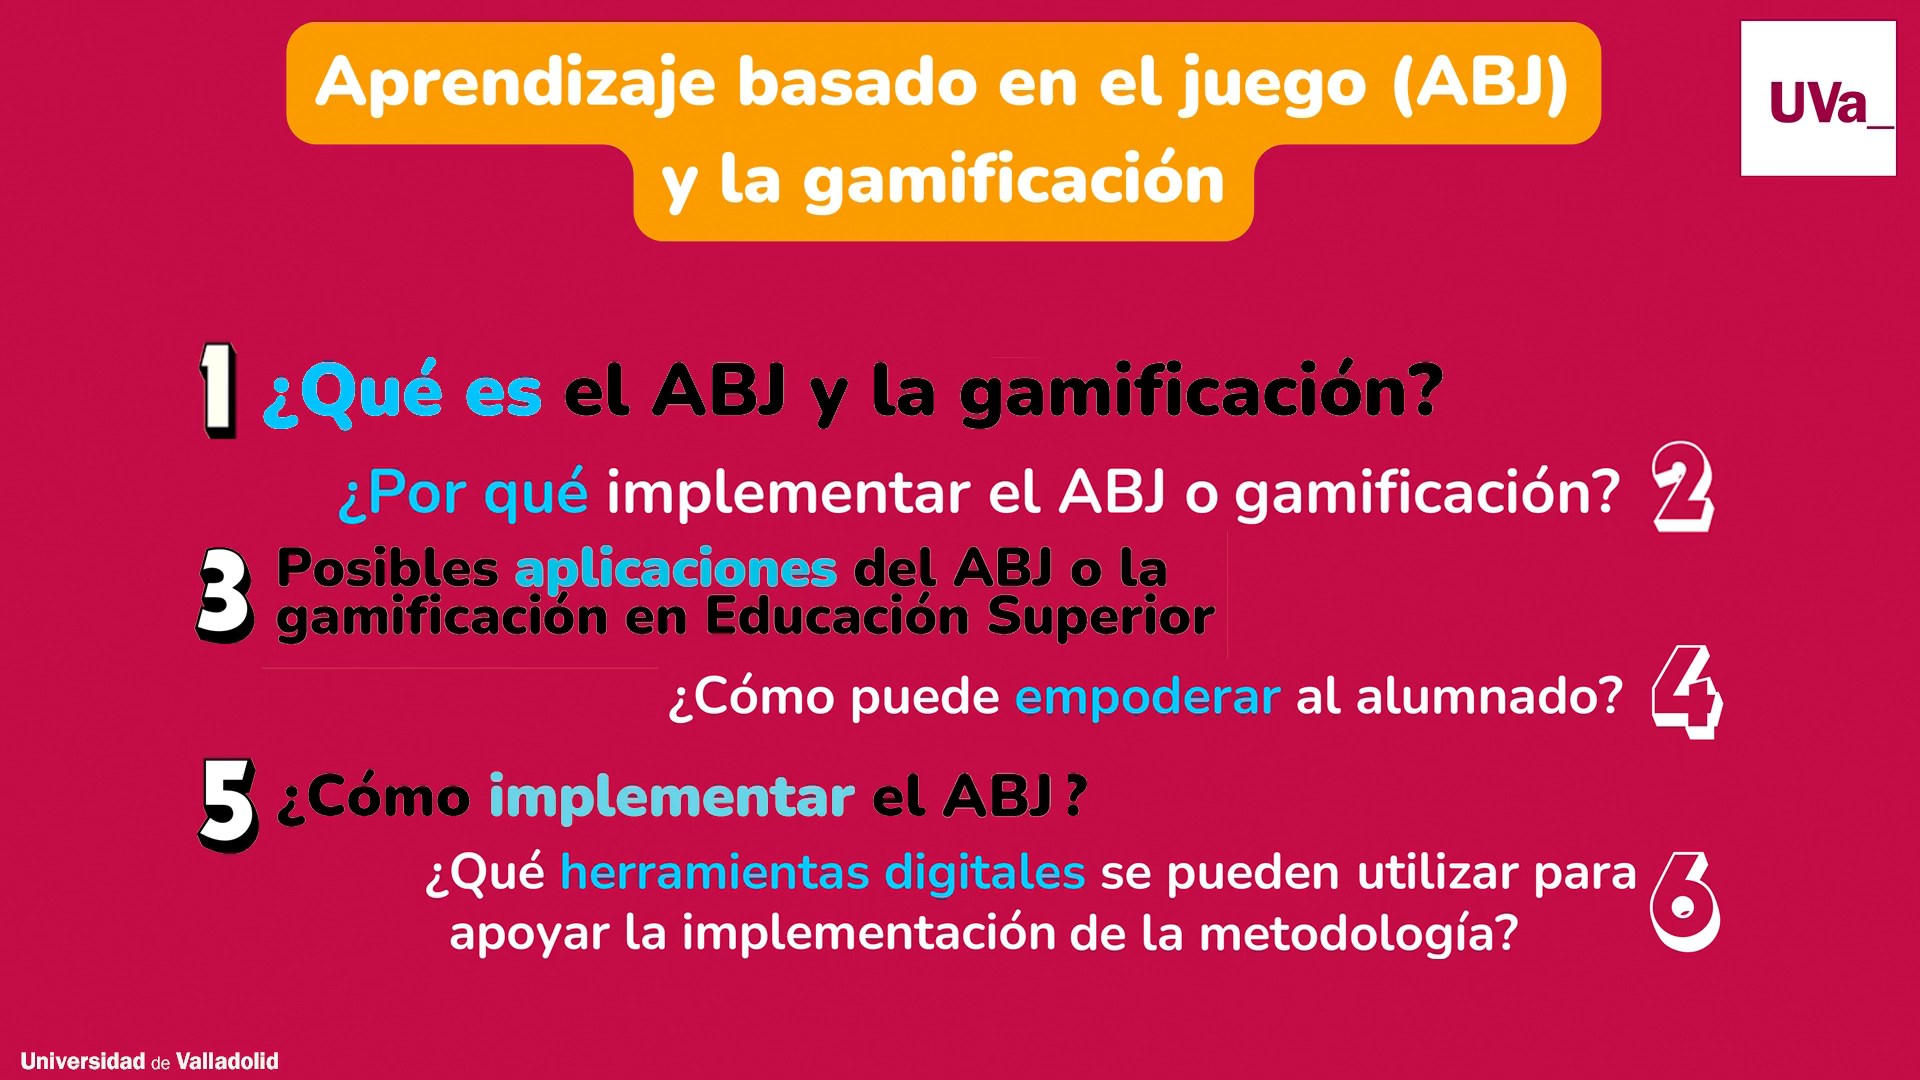 Aprendizaje basado en el juego (ABJ)
y la gamificación
UVa_
1 ¿Qué es el ABJ y la gamificación?
¿Por qué implementar el ABJ o gamificación? 2
3 Posibles aplicaciones del ABJ o la
gamificación en Educación Superior
¿Cómo puede empoderar al alumnado? 4
5 ¿Cómo implementar el ABJ?
¿Qué herramientas digitales se pueden utilizar para 6
apoyar la implementación de la metodología?
Universidad de Valladolid